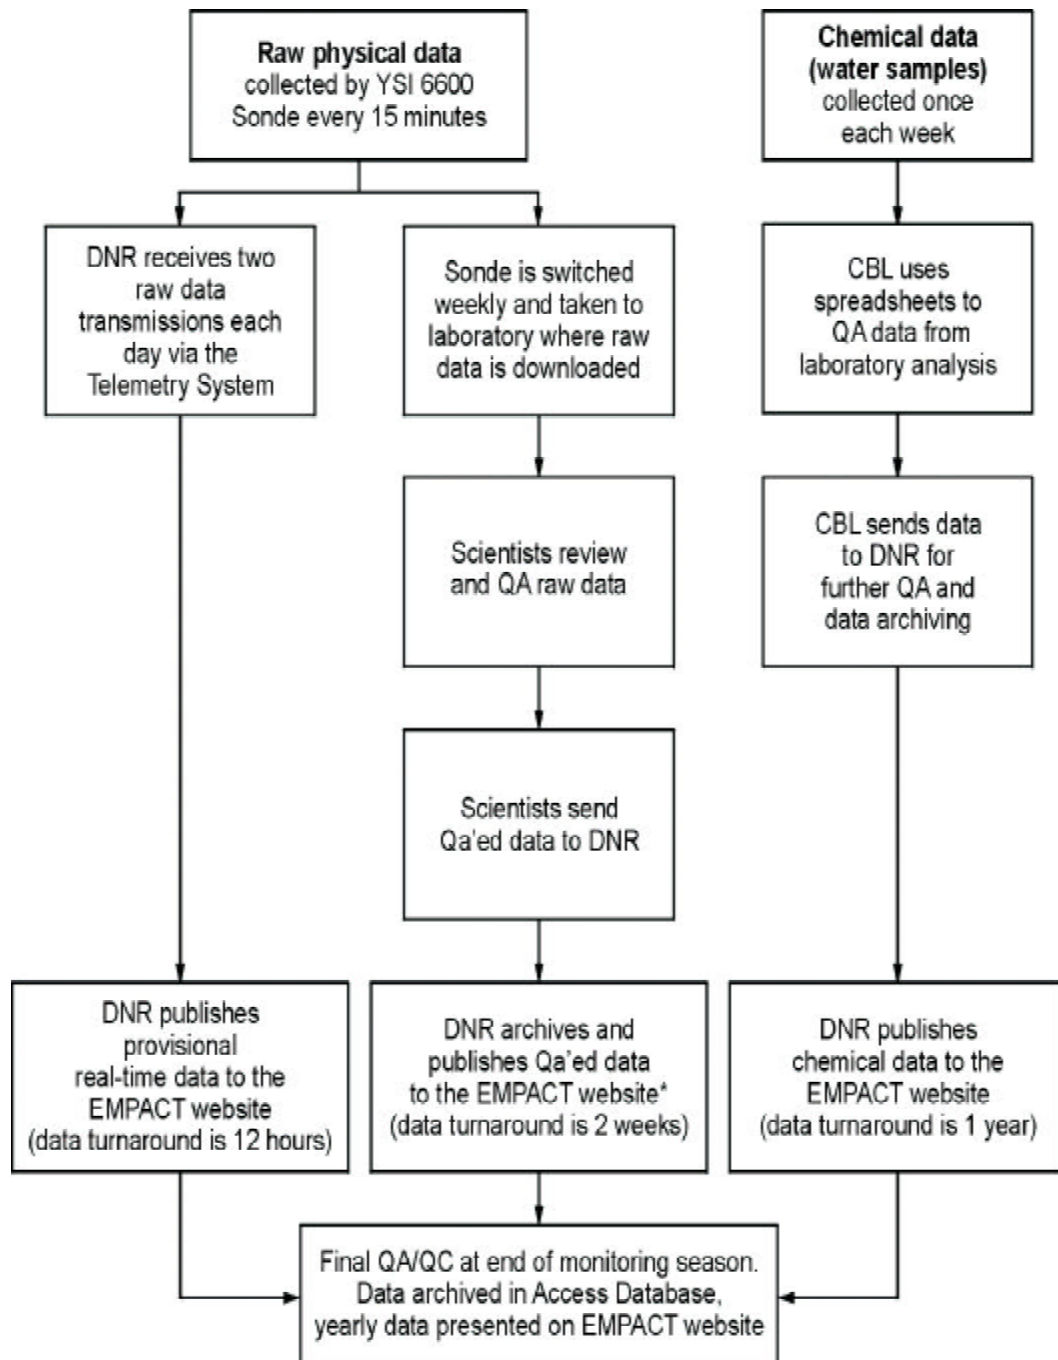 Raw physical data
collected by YSI 6600
Sonde every 15 minutes
Chemical data
(water samples)
collected once
each week
DNR receives two
raw data
transmissions each
day via the
Telemetry System
Sonde is switched
weekly and taken to
laboratory where raw
data is downloaded
CBL uses
spreadsheets to
QA data from
laboratory analysis
Scientists review
and QA raw data
CBL sends data
to DNR for
further QA and
data archiving
Scientists send
Qa'ed data to DNR
DNR publishes
provisional
real-time data to the
EMPACT website
(data turnaround is 12 hours)
DNR archives and
publishes Qa'ed data
to the EMPACT website*
(data turnaround is 2 weeks)
DNR publishes
chemical data to the
EMPACT website
(data turnaround is 1 year)
Final QA/QC at end of monitoring season.
Data archived in Access Database,
yearly data presented on EMPACT website